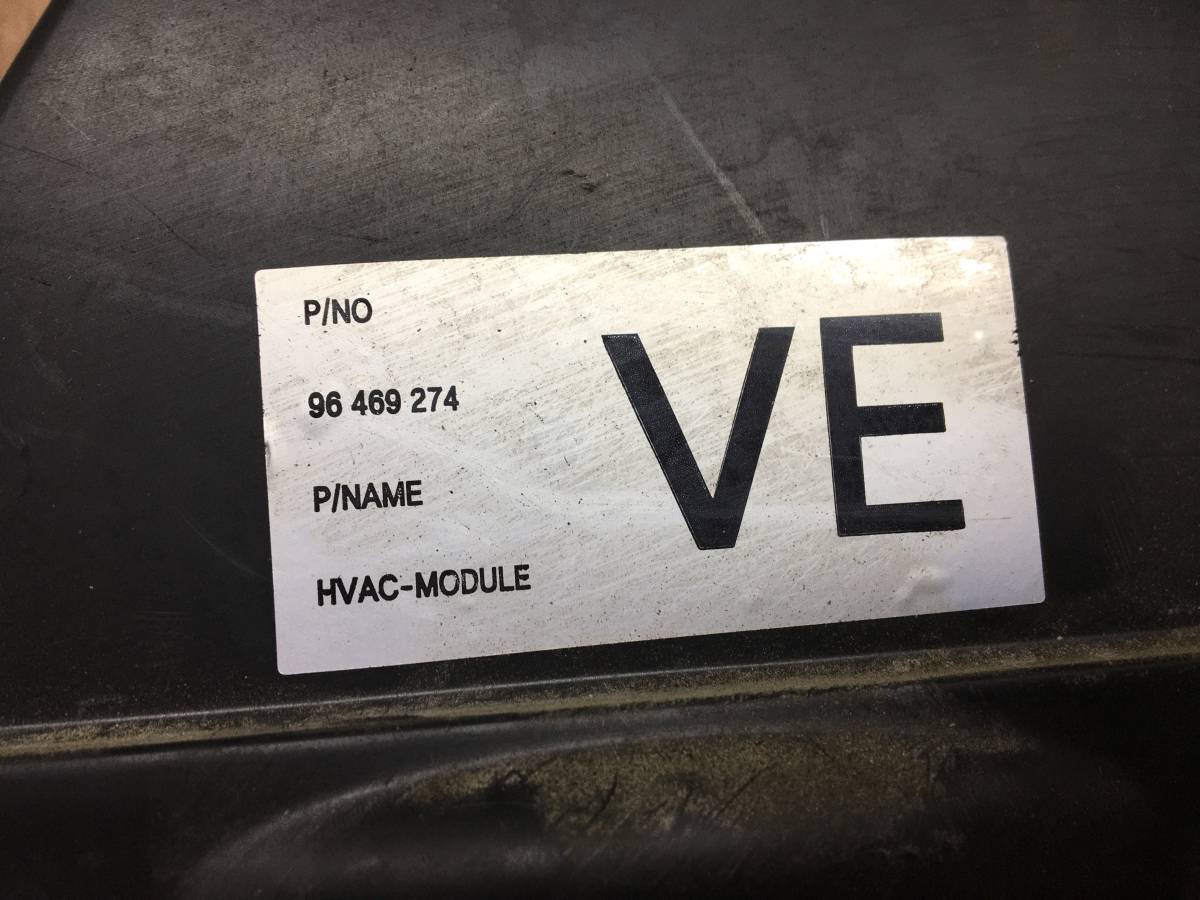 P/NO
96 469 274
P/NAME
HVAC-MODULE
VE